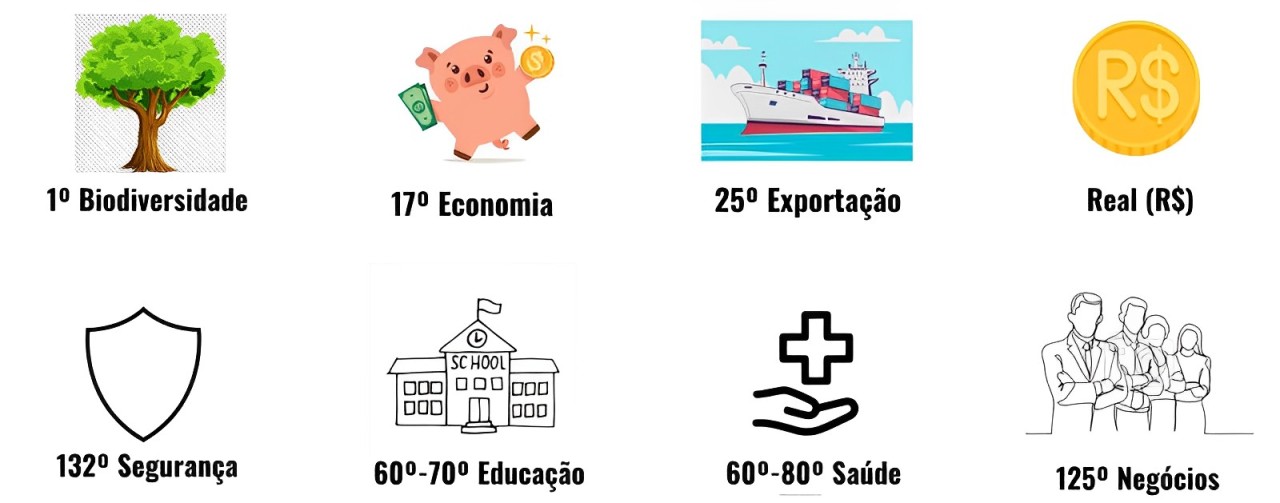 R$
1º Biodiversidade
17º Economia
25º Exportação
Real (R$)
SCHOOL
132º Segurança
60º-70º Educação
60º-80º Saúde
125º Negócios